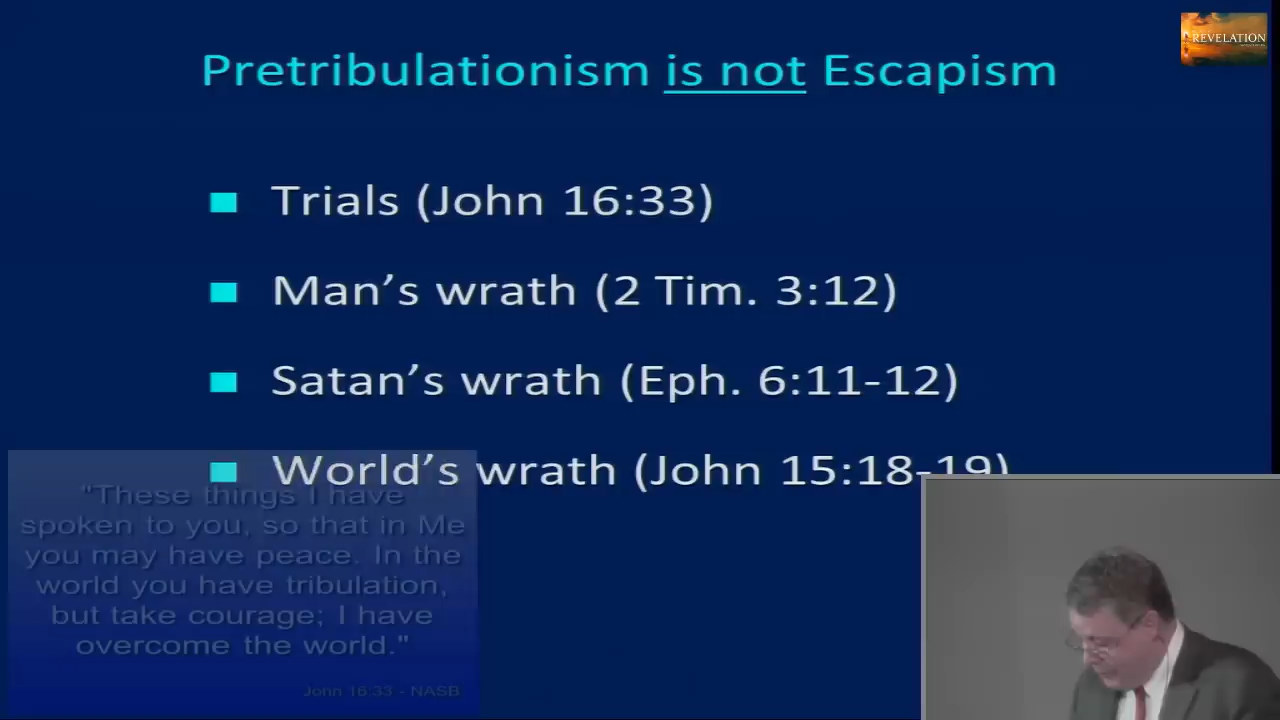 REVELATION
Pretribulationism is not Escapism
Trials (John 16:33)
Man's wrath (2 Tim. 3:12)
Satan's wrath (Eph. 6:11-12)
World's wrath (John 15:18-19)
"These things I have
spoken to you, so that in Me
you may have peace. In the
world you have tribulation,
but take courage; I have
overcome the world."
John 16:33 - NASB